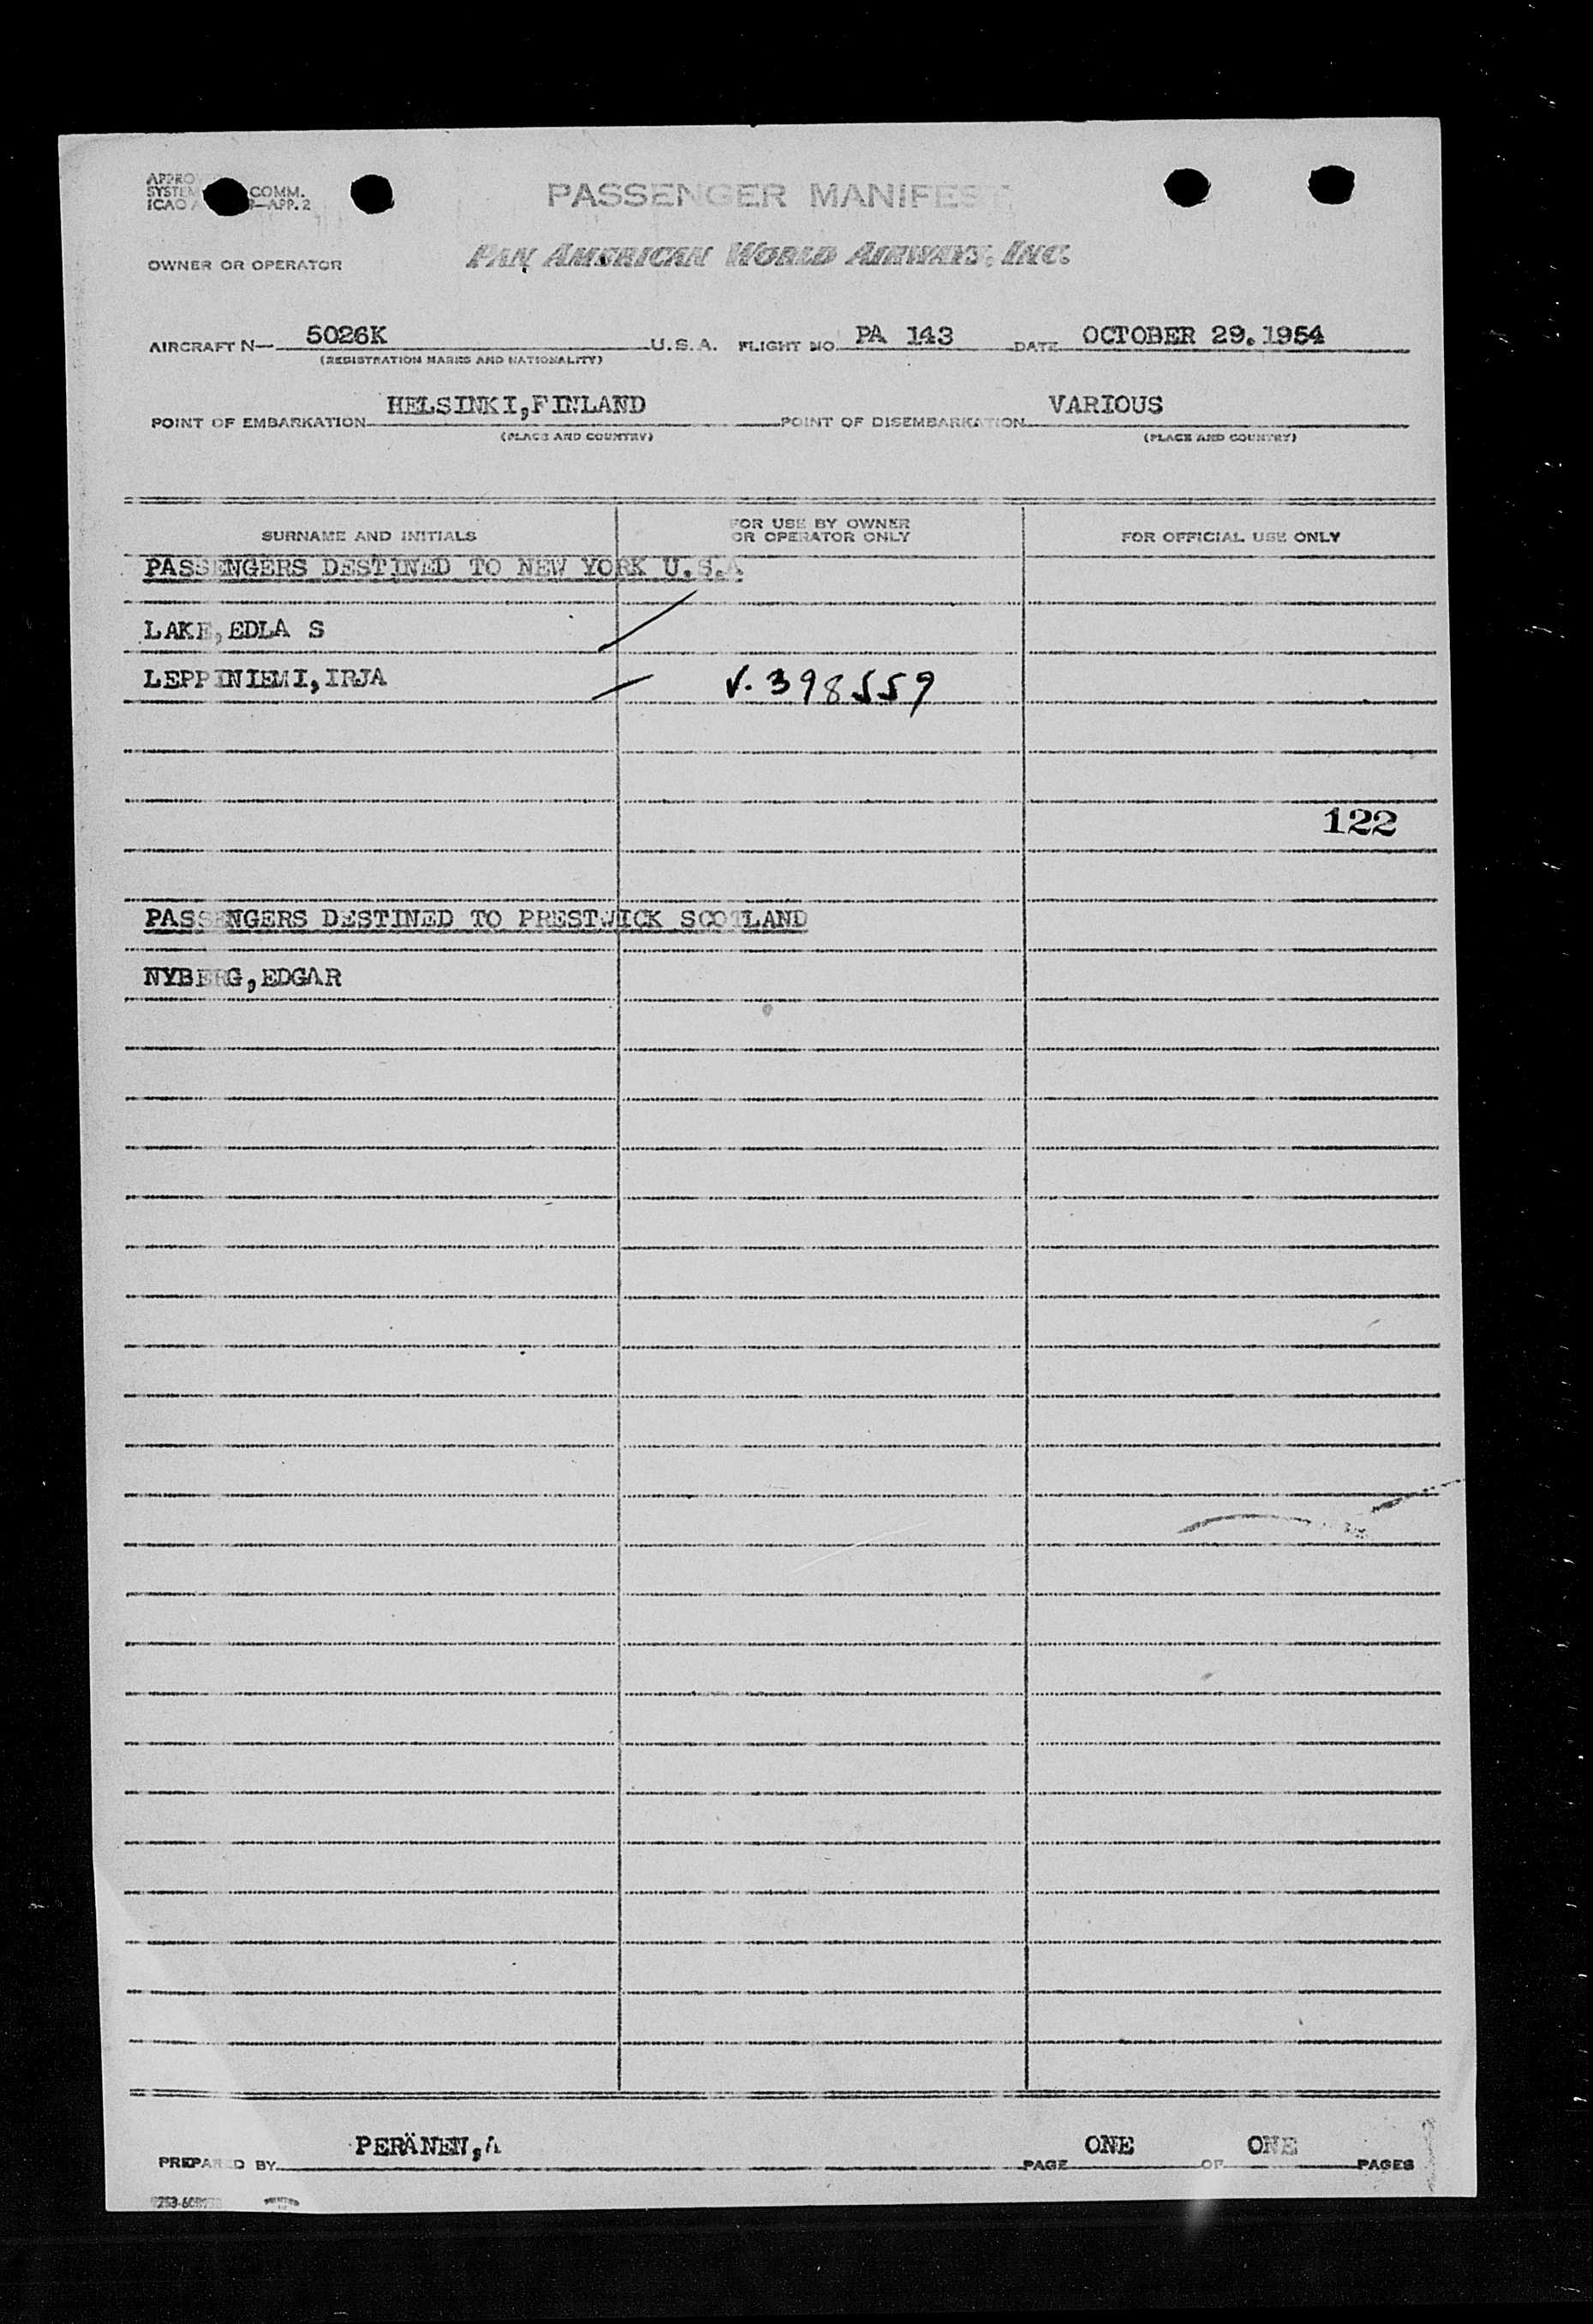 COMM.
PASSENGER MANIFEST
OWNER OR OPERATOR PAN AMERICAN WORLD AIRWAYS, INC.
AIRCRAFT N— 5026K U.S.A. FLIGHT NO. PA 143 DATE OCTOBER 29.1954
(REGISTRATION MARKS AND NATIONALITY)
POINT OF EMBARKATION HELSINKI,FINLAND POINT OF DISEMBARKATION VARIOUS
(PLACE AND COUNTRY) (PLACE AND COUNTRY)
SURNAME AND INITIALS FOR USE BY OWNER OR OPERATOR ONLY FOR OFFICIAL USE ONLY
PASSENGERS DESTINED TO NEW YORK U.S.A
LAKE,EDLA S
LEPPINIEMI,IRJA V. 398559
122
PASSENGERS DESTINED TO PRESTWICK SCOTLAND
NYBERG,EDGAR
PREPARED BY PERÄNEN,A PAGE ONE OF ONE PAGES